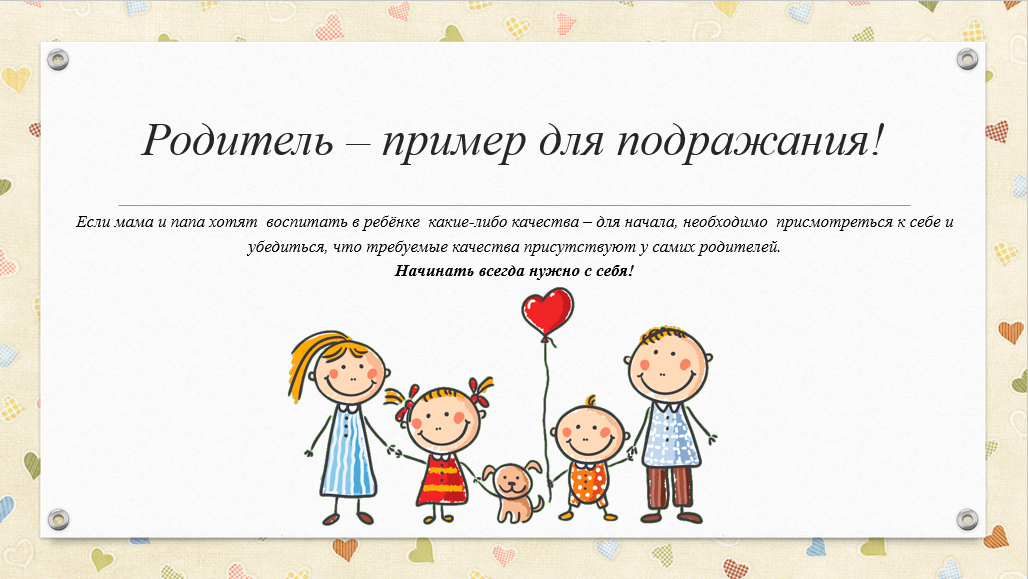 Родитель – пример для подражания!
Если мама и папа хотят  воспитать в ребёнке  какие-либо качества – для начала, необходимо  присмотреться к себе и
убедиться, что требуемые качества присутствуют у самих родителей.
Начинать всегда нужно с себя!